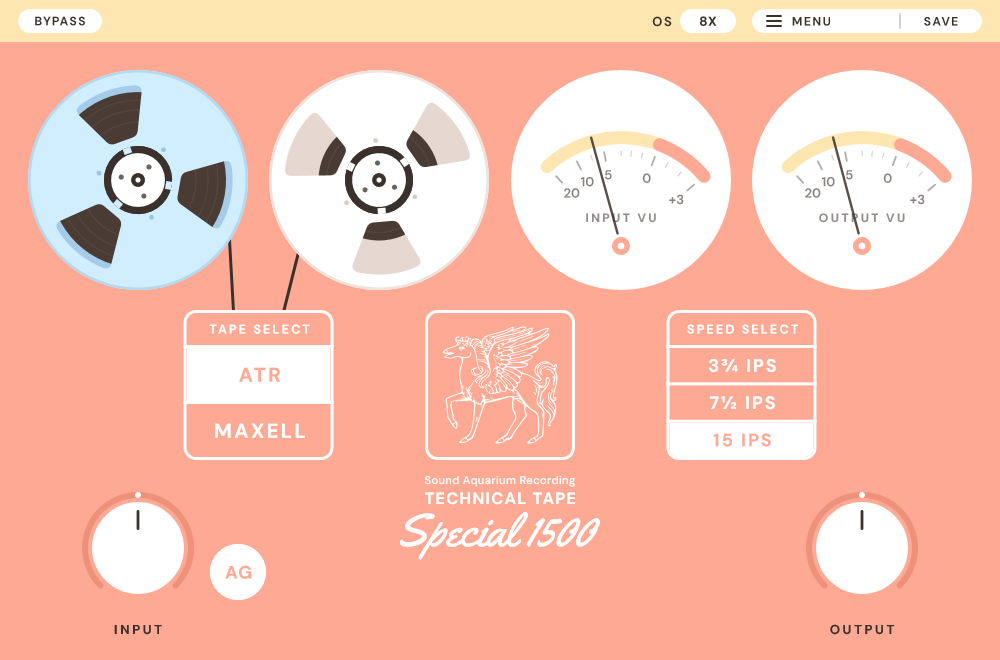 BYPASS
OS 8X
MENU
SAVE
20 10 5 0 +3
INPUT VU
20 10 5 0 +3
OUTPUT VU
TAPE SELECT
ATR
MAXELL
SPEED SELECT
3¾ IPS
7½ IPS
15 IPS
Sound Aquarium Recording
TECHNICAL TAPE
Special 1500
AG
INPUT
OUTPUT